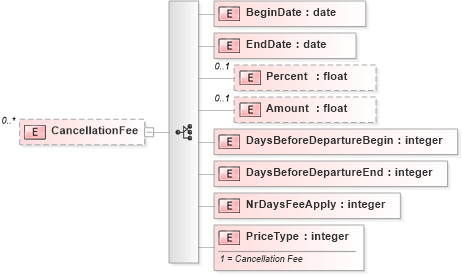 E BeginDate : date
E EndDate : date
0..1
E Percent : float
0..1
E Amount : float
0..*
E CancellationFee
E DaysBeforeDepartureBegin : integer
E DaysBeforeDepartureEnd : integer
E NrDaysFeeApply : integer
E PriceType : integer
1 = Cancellation Fee